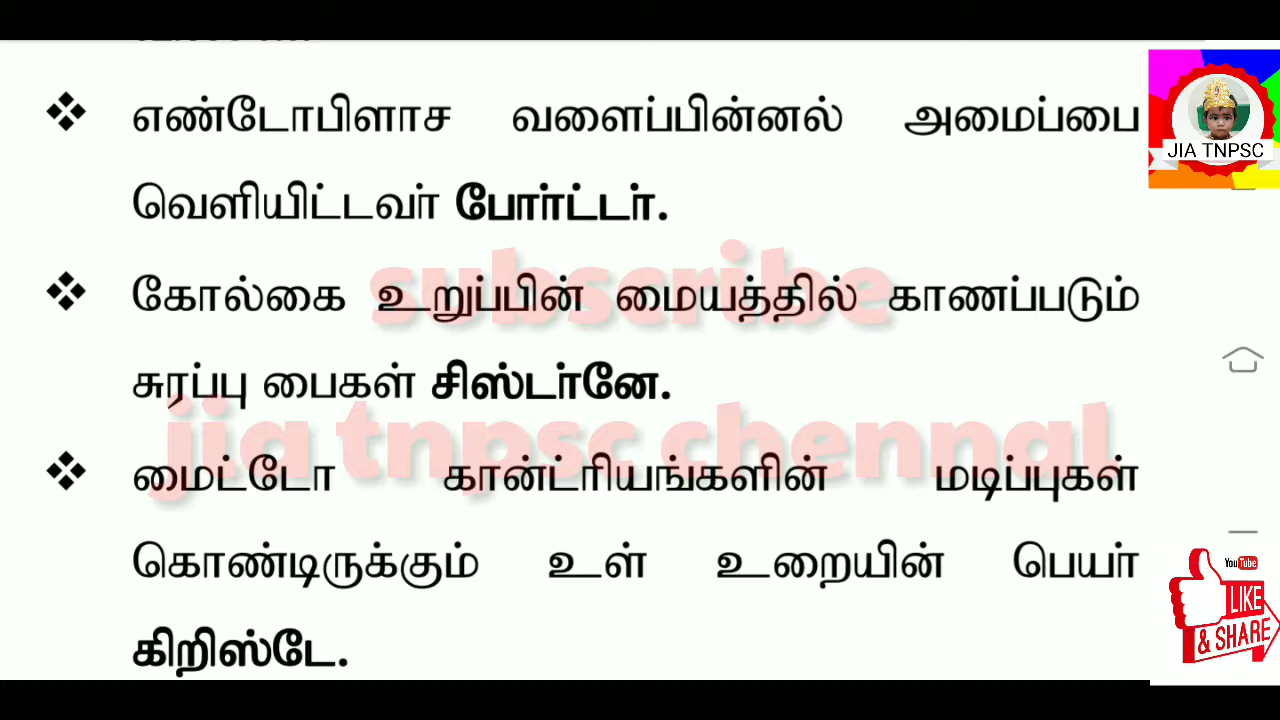 ❖ எண்டோபிளாச வளைப்பின்னல் அமைப்பை
வெளியிட்டவர் போர்ட்டர்.
❖ கோல்கை உறுப்பின் மையத்தில் காணப்படும்
சுரப்பு பைகள் சிஸ்டர்னே.
❖ மைட்டோ கான்ட்ரியங்களின் மடிப்புகள்
கொண்டிருக்கும் உள் உறையின் பெயர்
கிறிஸ்டே.
subscribe
jia tnpsc chennal
JIA TNPSC
YouTube
LIKE
& SHARE